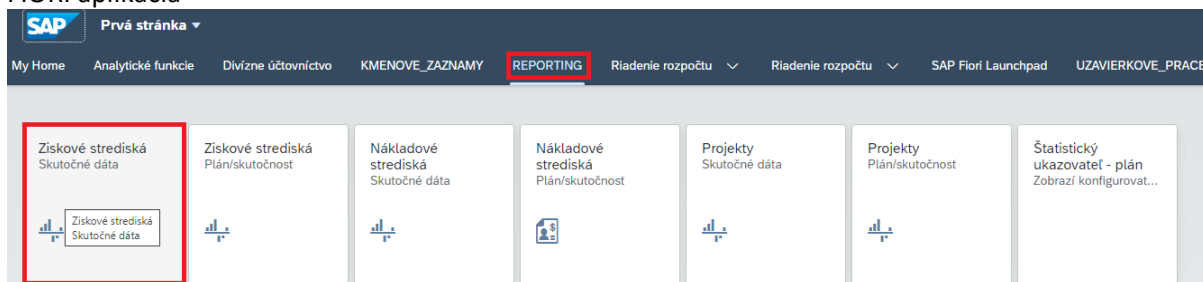 FIORI aplikácia
SAP Prvá stránka
My Home Analytické funkcie Divízne účtovníctvo KMENOVE_ZAZNAMY REPORTING Riadenie rozpočtu Riadenie rozpočtu SAP Fiori Launchpad UZAVIERKOVE_PRACE
Ziskové strediská
Skutočné dáta
Ziskové strediská
Skutočné dáta
Ziskové strediská
Plán/skutočnosť
Nákladové
strediská
Skutočné dáta
Nákladové
strediská
Plán/skutočnosť
Projekty
Skutočné dáta
Projekty
Plán/skutočnosť
Štatistický
ukazovateľ - plán
Zobrazí konfigurovat...